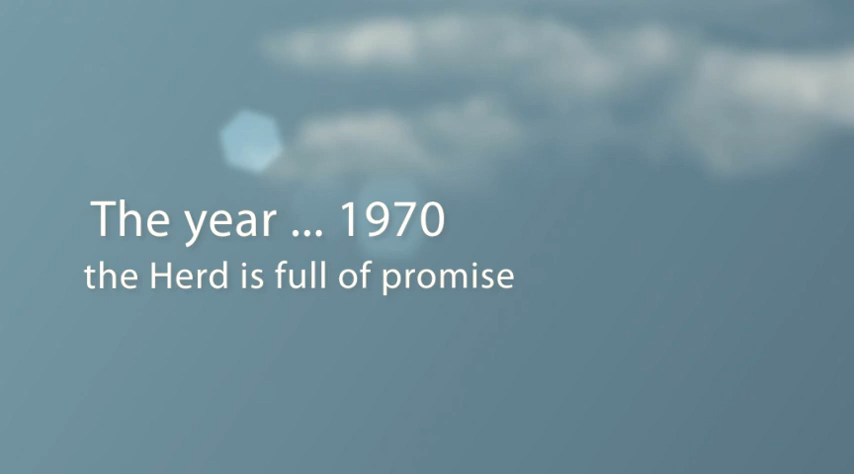 The year ... 1970
the Herd is full of promise